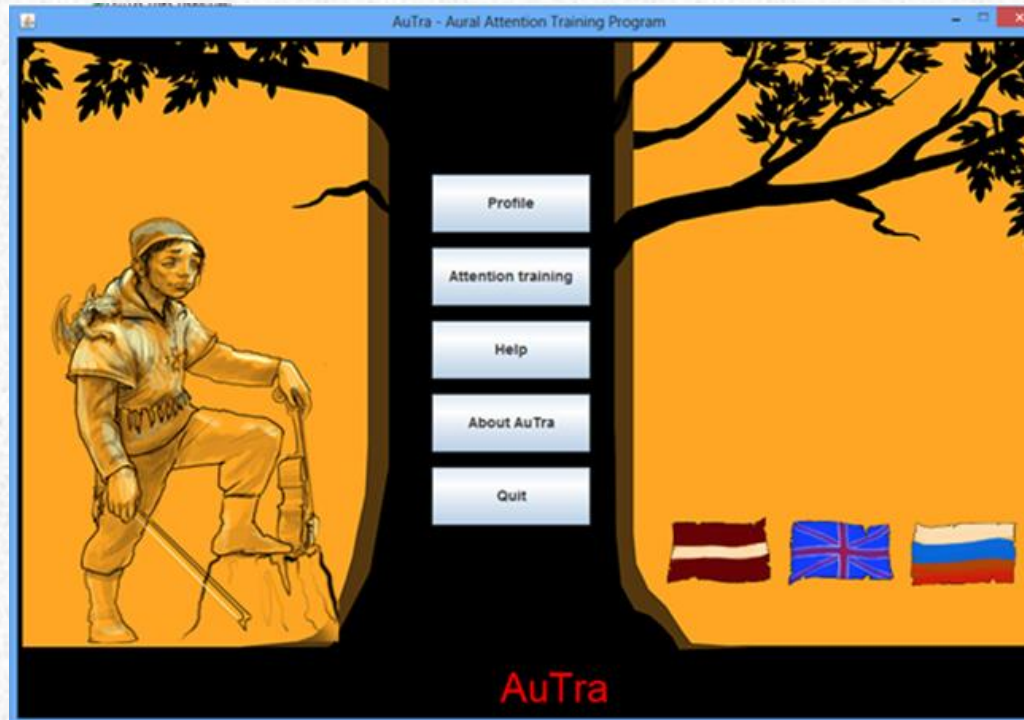 AuTra - Aural Attention Training Program
Profile
Attention training
Help
About AuTra
Quit
AuTra